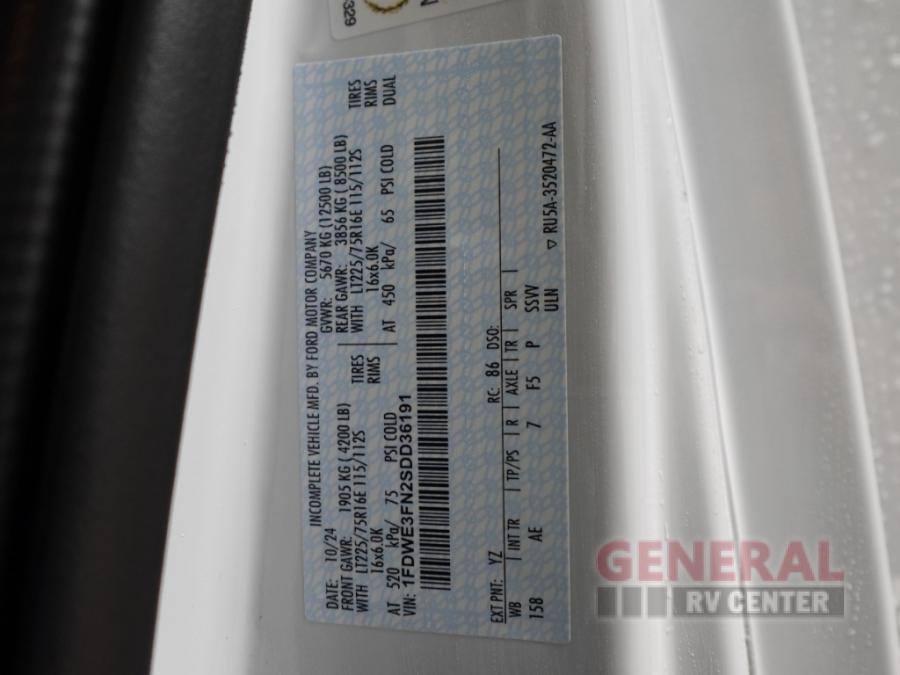 329
INCOMPLETE VEHICLE MFD. BY FORD MOTOR COMPANY
DATE: 10/24 GVWR: 5670 KG (12500 LB)
FRONT GAWR: 1905 KG ( 4200 LB) REAR GAWR: 3856 KG ( 8500 LB)
WITH LT225/75R16E 115/112S TIRES WITH LT225/75R16E 115/112S TIRES
16x6.0K RIMS 16x6.0K RIMS
AT 520 kPa/ 75 PSI COLD AT 450 kPa/ 65 PSI COLD DUAL
VIN: 1FDWE3FN2SDD36191
EXT PNT: YZ RC: 86 DSO:
WB | INT TR | TP/PS | R | AXLE | TR | SPR |
158 AE 7 F5 P SSVV
ULN
▽ RU5A-3520472-AA
GENERAL
RV CENTER